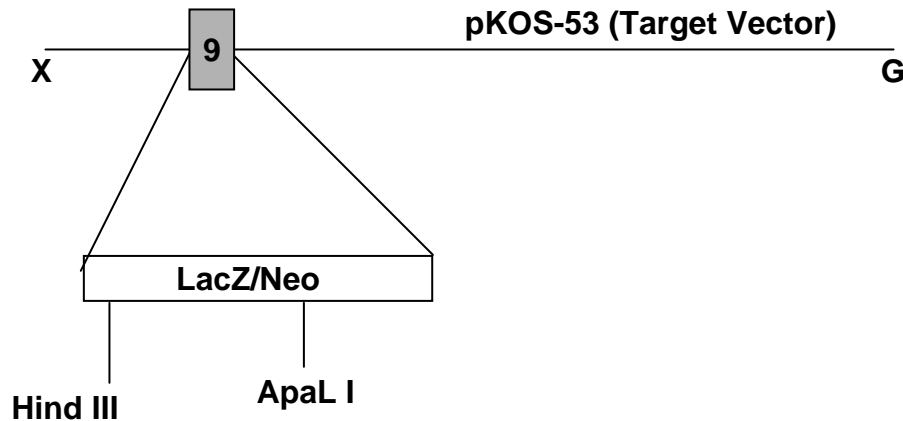 pKOS-53 (Target Vector)
9
X
G
LacZ/Neo
Hind III
ApaL I